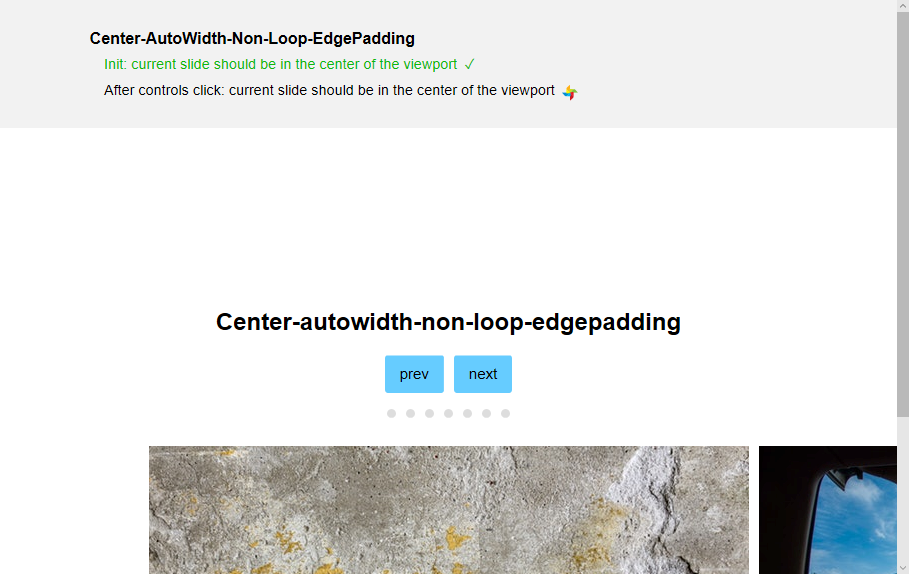 Center-AutoWidth-Non-Loop-EdgePadding
Init: current slide should be in the center of the viewport ✓
After controls click: current slide should be in the center of the viewport
Center-autowidth-non-loop-edgepadding
prev next